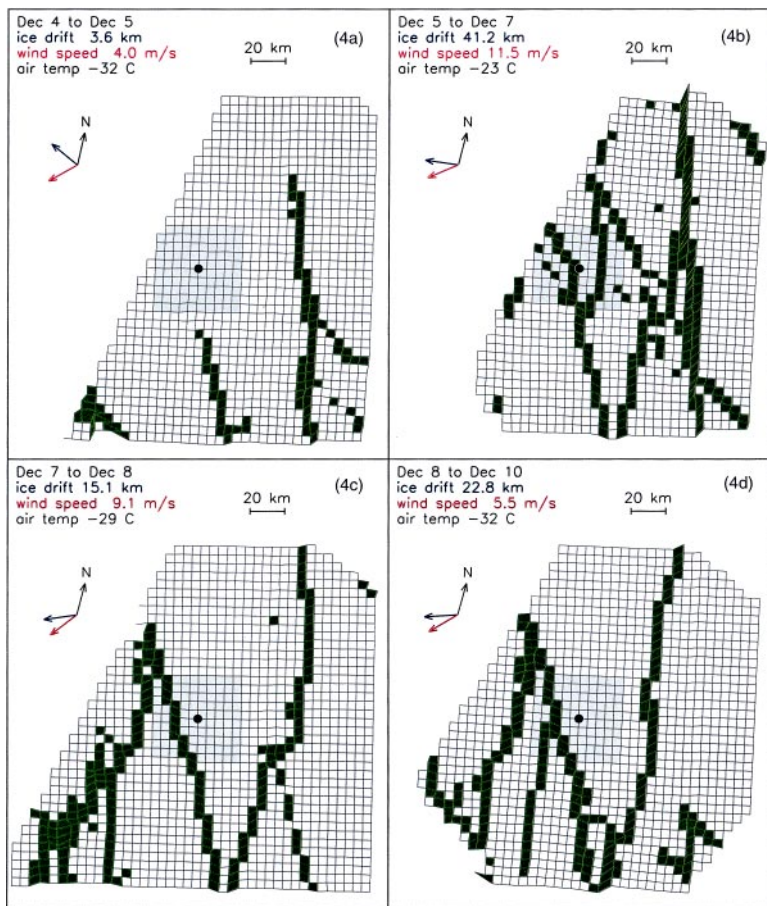 Dec 4 to Dec 5
ice drift 3.6 km
wind speed 4.0 m/s
air temp -32 C
(4a)
20 km
N
Dec 5 to Dec 7
ice drift 41.2 km
wind speed 11.5 m/s
air temp -23 C
(4b)
20 km
N
Dec 7 to Dec 8
ice drift 15.1 km
wind speed 9.1 m/s
air temp -29 C
(4c)
20 km
N
Dec 8 to Dec 10
ice drift 22.8 km
wind speed 5.5 m/s
air temp -32 C
(4d)
20 km
N